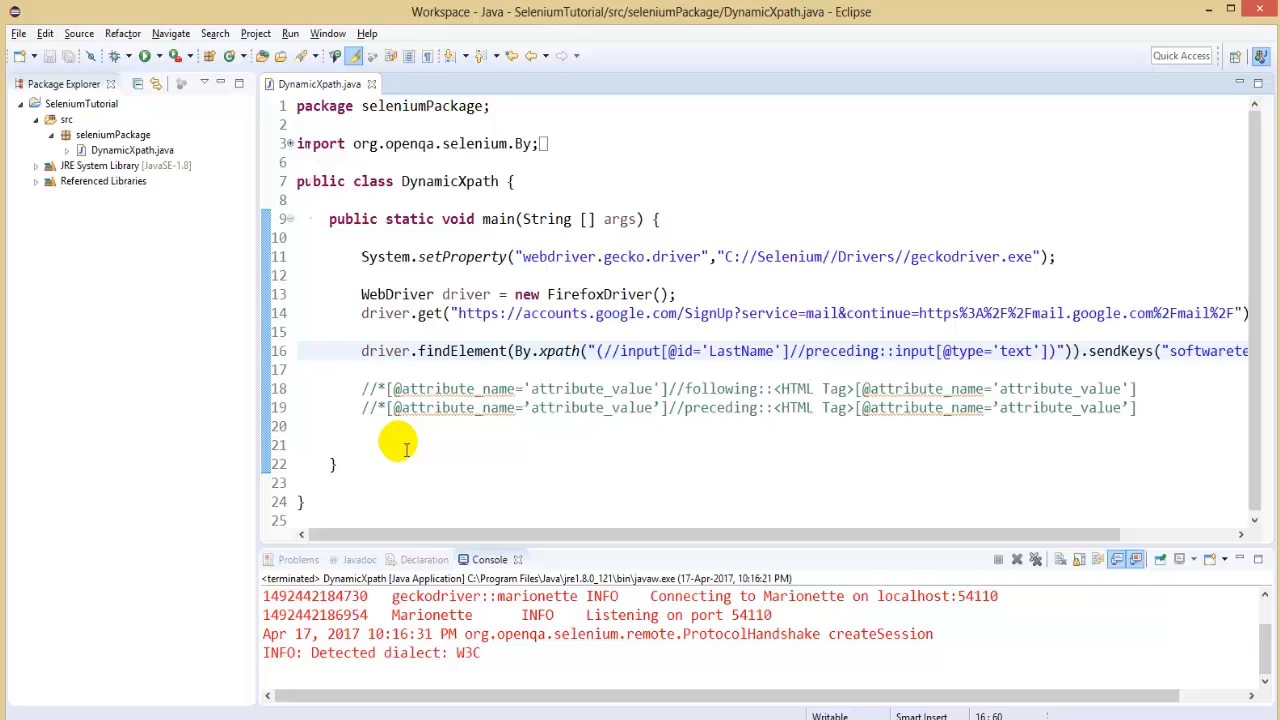 Workspace - Java - SeleniumTutorial/src/seleniumPackage/DynamicXpath.java - Eclipse
File Edit Source Refactor Navigate Search Project Run Window Help
Quick Access
Package Explorer
SeleniumTutorial
src
seleniumPackage
DynamicXpath.java
JRE System Library [JavaSE-1.8]
Referenced Libraries
DynamicXpath.java
1 package seleniumPackage;
2
3 import org.openqa.selenium.By;
6
7 public class DynamicXpath {
8
9 public static void main(String [] args) {
10
11 System.setProperty("webdriver.gecko.driver","C://Selenium//Drivers//geckodriver.exe");
12
13 WebDriver driver = new FirefoxDriver();
14 driver.get("https://accounts.google.com/SignUp?service=mail&continue=https%3A%2F%2Fmail.google.com%2Fmail%2F")
15
16 driver.findElement(By.xpath("(//input[@id='LastName']//preceding::input[@type='text'])")).sendKeys("softwarete
17
18 //*[@attribute_name='attribute_value']//following::<HTML Tag>[@attribute_name='attribute_value']
19 //*[@attribute_name=’attribute_value’]//preceding::<HTML Tag>[@attribute_name=’attribute_value’]
20
21
22 }
23
24 }
25
Problems Javadoc Declaration Console
<terminated> DynamicXpath [Java Application] C:\Program Files\Java\jre1.8.0_121\bin\javaw.exe (17-Apr-2017, 10:16:21 PM)
1492442184730 geckodriver::marionette INFO Connecting to Marionette on localhost:54110
1492442186954 Marionette INFO Listening on port 54110
Apr 17, 2017 10:16:31 PM org.openqa.selenium.remote.ProtocolHandshake createSession
INFO: Detected dialect: W3C
Writable Smart Insert 16:60